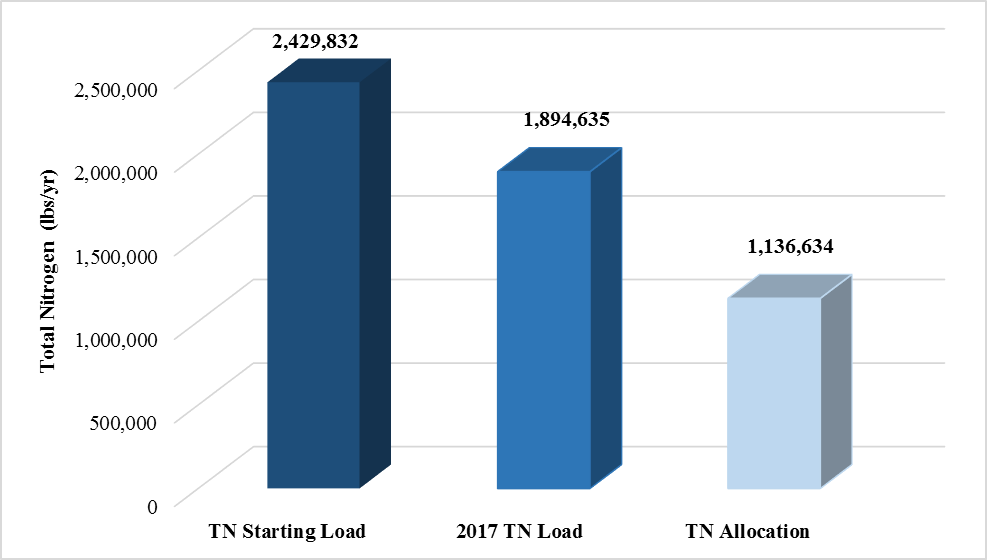 2,429,832
2,500,000
1,894,635
2,000,000
Total Nitrogen (lbs/yr)
1,500,000
1,136,634
1,000,000
500,000
0
TN Starting Load
2017 TN Load
TN Allocation